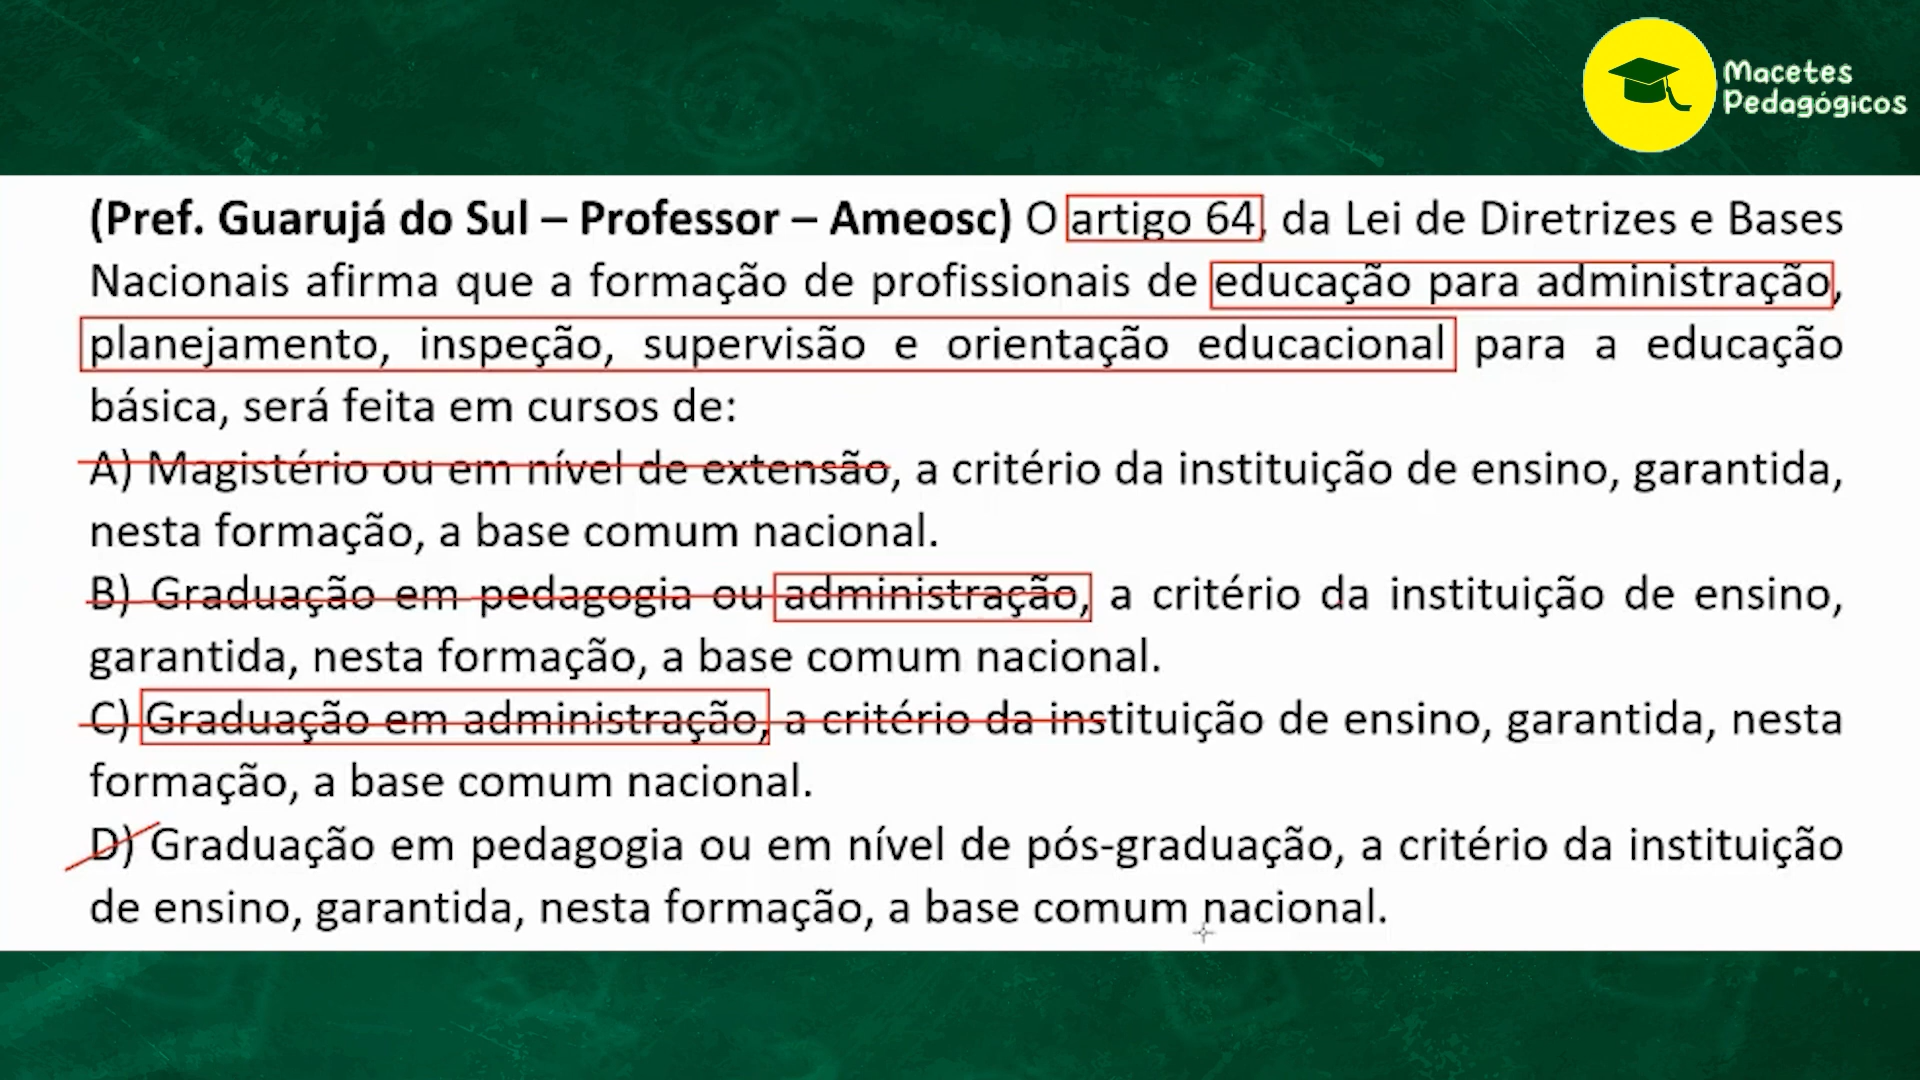 Macetes
Pedagógicos
(Pref. Guarujá do Sul – Professor – Ameosc) O artigo 64, da Lei de Diretrizes e Bases
Nacionais afirma que a formação de profissionais de educação para administração,
planejamento, inspeção, supervisão e orientação educacional para a educação
básica, será feita em cursos de:
A) Magistério ou em nível de extensão, a critério da instituição de ensino, garantida,
nesta formação, a base comum nacional.
B) Graduação em pedagogia ou administração, a critério da instituição de ensino,
garantida, nesta formação, a base comum nacional.
C) Graduação em administração, a critério da instituição de ensino, garantida, nesta
formação, a base comum nacional.
D) Graduação em pedagogia ou em nível de pós-graduação, a critério da instituição
de ensino, garantida, nesta formação, a base comum nacional.